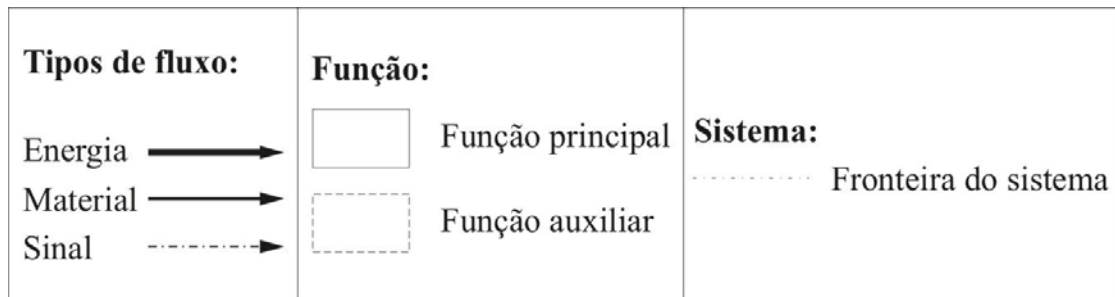 Tipos de fluxo:
Energia
Material
Sinal
Função:
Função principal
Função auxiliar
Sistema:
Fronteira do sistema